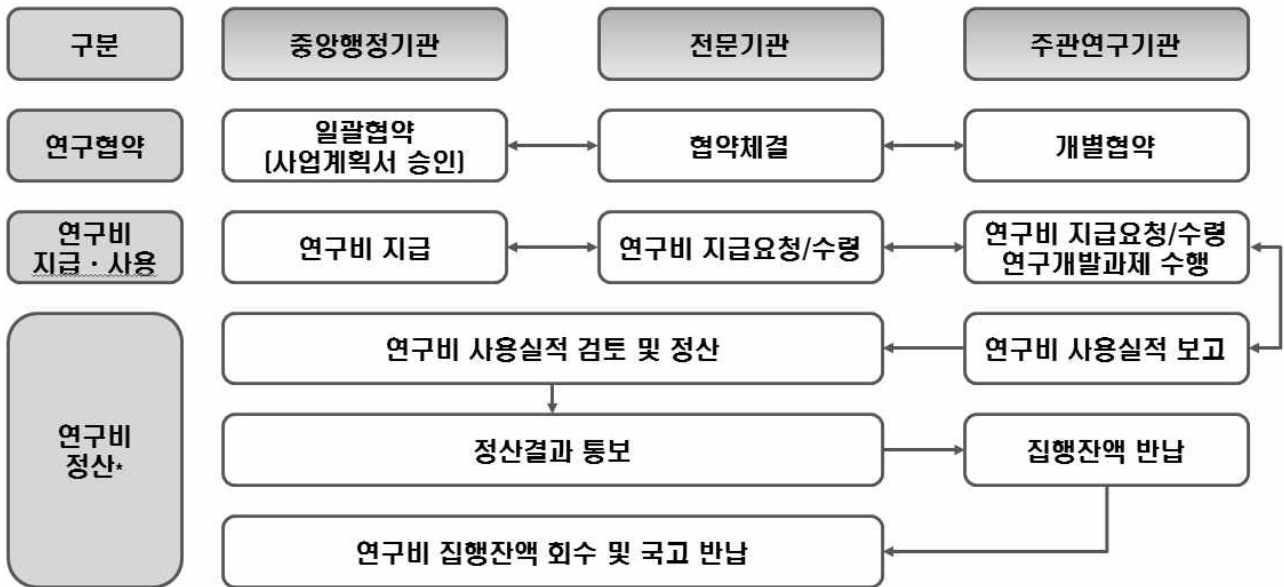 구분
중앙행정기관
전문기관
주관연구기관
연구협약
일괄협약
(사업계획서 승인)
협약체결
개별협약
연구비
지급 · 사용
연구비 지급
연구비 지급요청/수령
연구비 지급요청/수령
연구개발과제 수행
연구비
정산*
연구비 사용실적 검토 및 정산
연구비 사용실적 보고
정산결과 통보
집행잔액 반납
연구비 집행잔액 회수 및 국고 반납